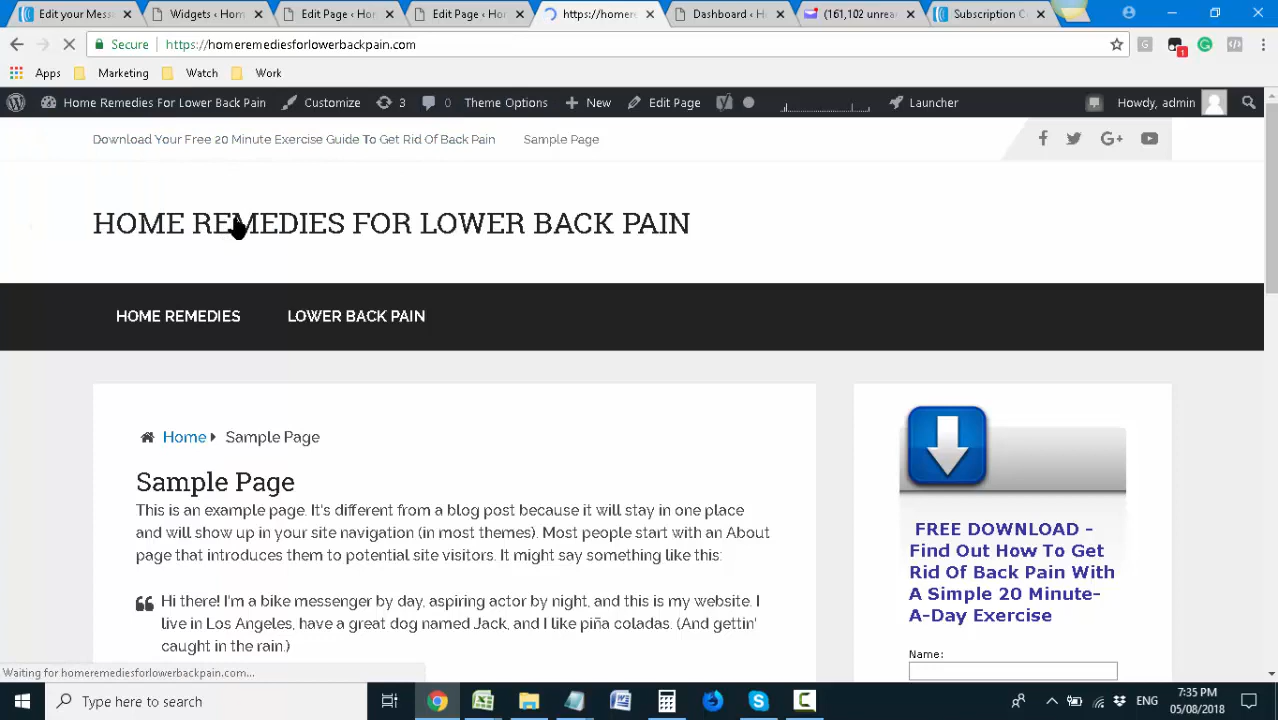 Edit your Mess
Widgets ‹ Hom
Edit Page ‹ Ho
Edit Page ‹ Ho
https://homere
Dashboard ‹ H
(161,102 unrea
Subscription C
Secure
https://homeremediesforlowerbackpain.com
1
Apps
Marketing
Watch
Work
Home Remedies For Lower Back Pain
Customize
3
0
Theme Options
New
Edit Page
Launcher
Howdy, admin
Download Your Free 20 Minute Exercise Guide To Get Rid Of Back Pain
Sample Page
HOME REMEDIES FOR LOWER BACK PAIN
HOME REMEDIES
LOWER BACK PAIN
Home
Sample Page
Sample Page
This is an example page. It's different from a blog post because it will stay in one place
and will show up in your site navigation (in most themes). Most people start with an About
page that introduces them to potential site visitors. It might say something like this:
Hi there! I'm a bike messenger by day, aspiring actor by night, and this is my website. I
live in Los Angeles, have a great dog named Jack, and I like piña coladas. (And gettin'
caught in the rain.)
FREE DOWNLOAD -
Find Out How To Get
Rid Of Back Pain With
A Simple 20 Minute-
A-Day Exercise
Name:
Waiting for homeremediesforlowerbackpain.com...
Type here to search
ENG
7:35 PM
05/08/2018